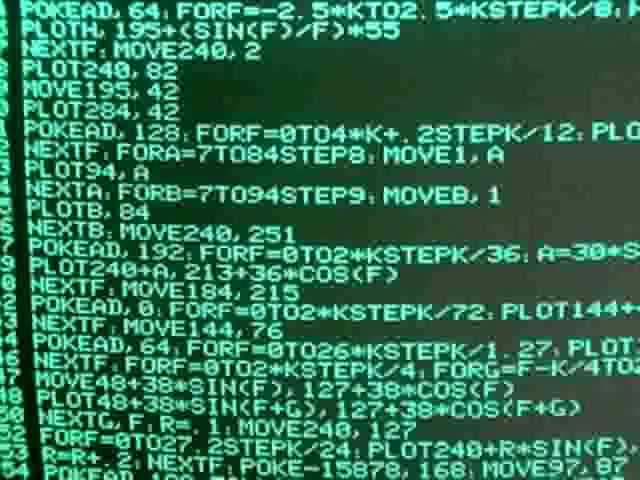 POKEAD, 64: FORF=-2.5*KTO2.5*KSTEPK/8:
PLOTH, 195+(SIN(F)/F)*55
NEXTF: MOVE240, 2
PLOT240, 82
MOVE195, 42
PLOT284, 42
POKEAD, 128: FORF=0TO4*K+.2STEPK/12: PLO
NEXTF: FORA=7TO84STEP8: MOVE1, A
PLOT94, A
NEXTA: FORB=7TO94STEP9: MOVEB, 1
PLOTB, 84
NEXTB: MOVE240, 251
7 POKEAD, 192: FORF=0TO2*KSTEPK/36: A=30*S
PLOT240+A, 213+36*COS(F)
NEXTF: MOVE184, 215
POKEAD, 0: FORF=0TO2*KSTEPK/72: PLOT144+
NEXTF: MOVE144, 76
POKEAD, 64: FORF=0TO26*KSTEPK/1.27: PLOT
NEXTF: FORF=0TO2*KSTEPK/4: FORG=F-K/4TO2
MOVE48+38*SIN(F), 127+38*COS(F)
PLOT48+38*SIN(F+G), 127+38*COS(F+G)
NEXTG, F: R=.1: MOVE240, 127
FORF=0TO27.2STEPK/24: PLOT240+R*SIN(F),
53 R=R+.2: NEXTF: POKE-15878, 168: MOVE97, 87
54 POKEAD,